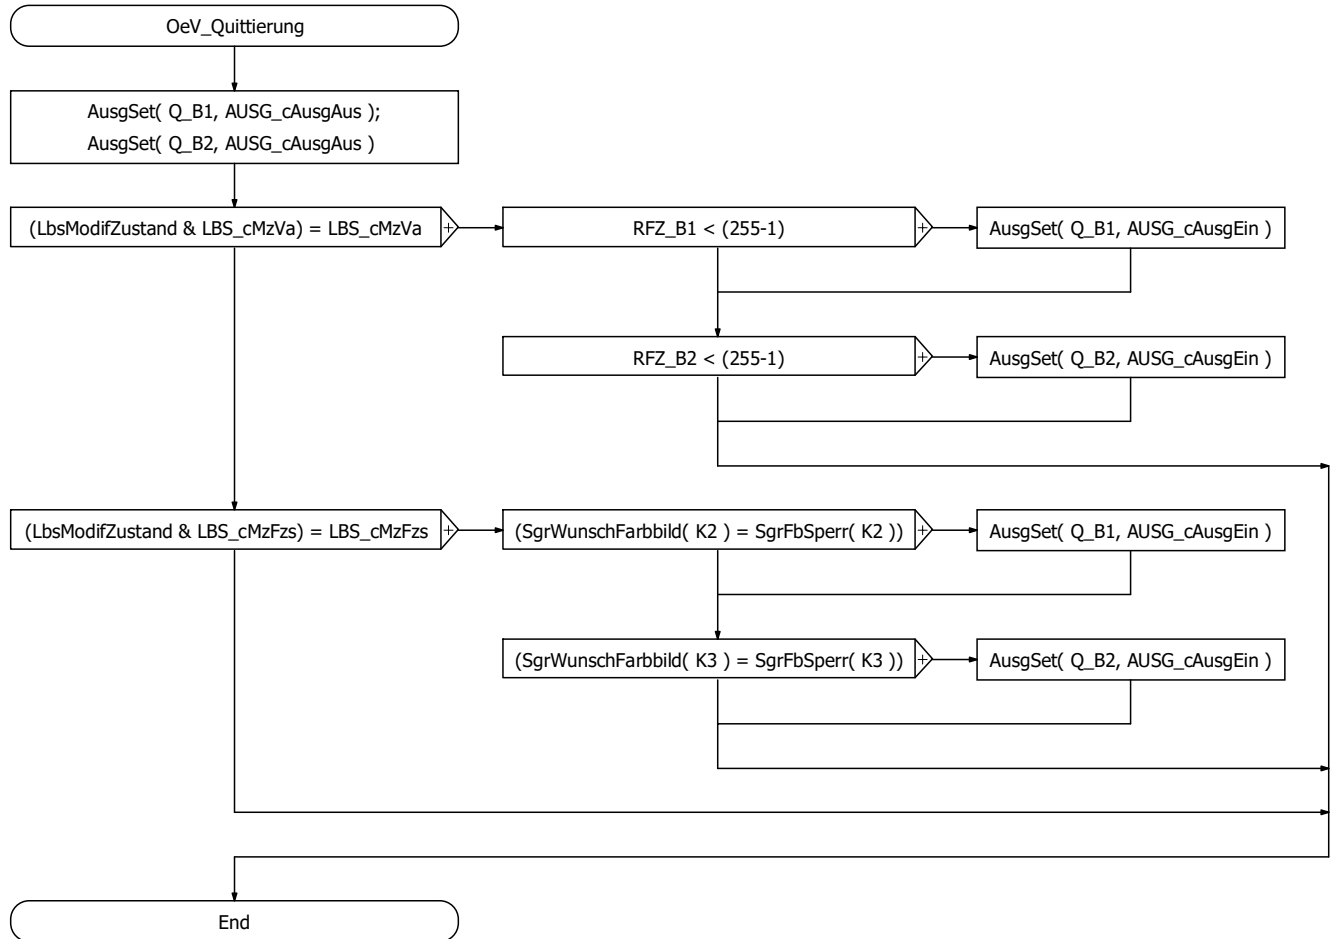 OeV_Quittierung
AusgSet( Q_B1, AUSG_cAusgAus );
AusgSet( Q_B2, AUSG_cAusgAus )
(LbsModifZustand & LBS_cMzVa) = LBS_cMzVa
+
RFZ_B1 < (255-1)
+
AusgSet( Q_B1, AUSG_cAusgEin )
RFZ_B2 < (255-1)
+
AusgSet( Q_B2, AUSG_cAusgEin )
(LbsModifZustand & LBS_cMzFzs) = LBS_cMzFzs
+
(SgrWunschFarbbild( K2 ) = SgrFbSperr( K2 ))
+
AusgSet( Q_B1, AUSG_cAusgEin )
(SgrWunschFarbbild( K3 ) = SgrFbSperr( K3 ))
+
AusgSet( Q_B2, AUSG_cAusgEin )
End